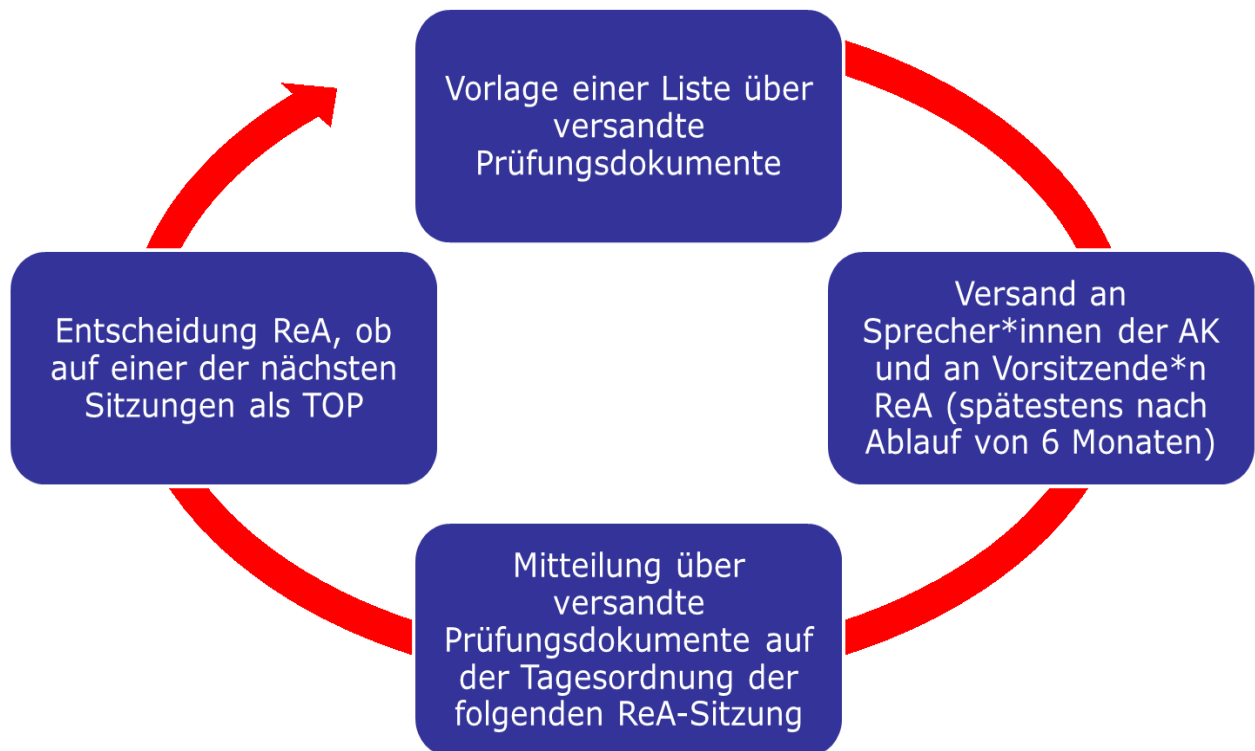 Vorlage einer Liste über
versandte
Prüfungsdokumente
Versand an
Sprecher*innen der AK
und an Vorsitzende*n
ReA (spätestens nach
Ablauf von 6 Monaten)
Mitteilung über
versandte
Prüfungsdokumente auf
der Tagesordnung der
folgenden ReA-Sitzung
Entscheidung ReA, ob
auf einer der nächsten
Sitzungen als TOP